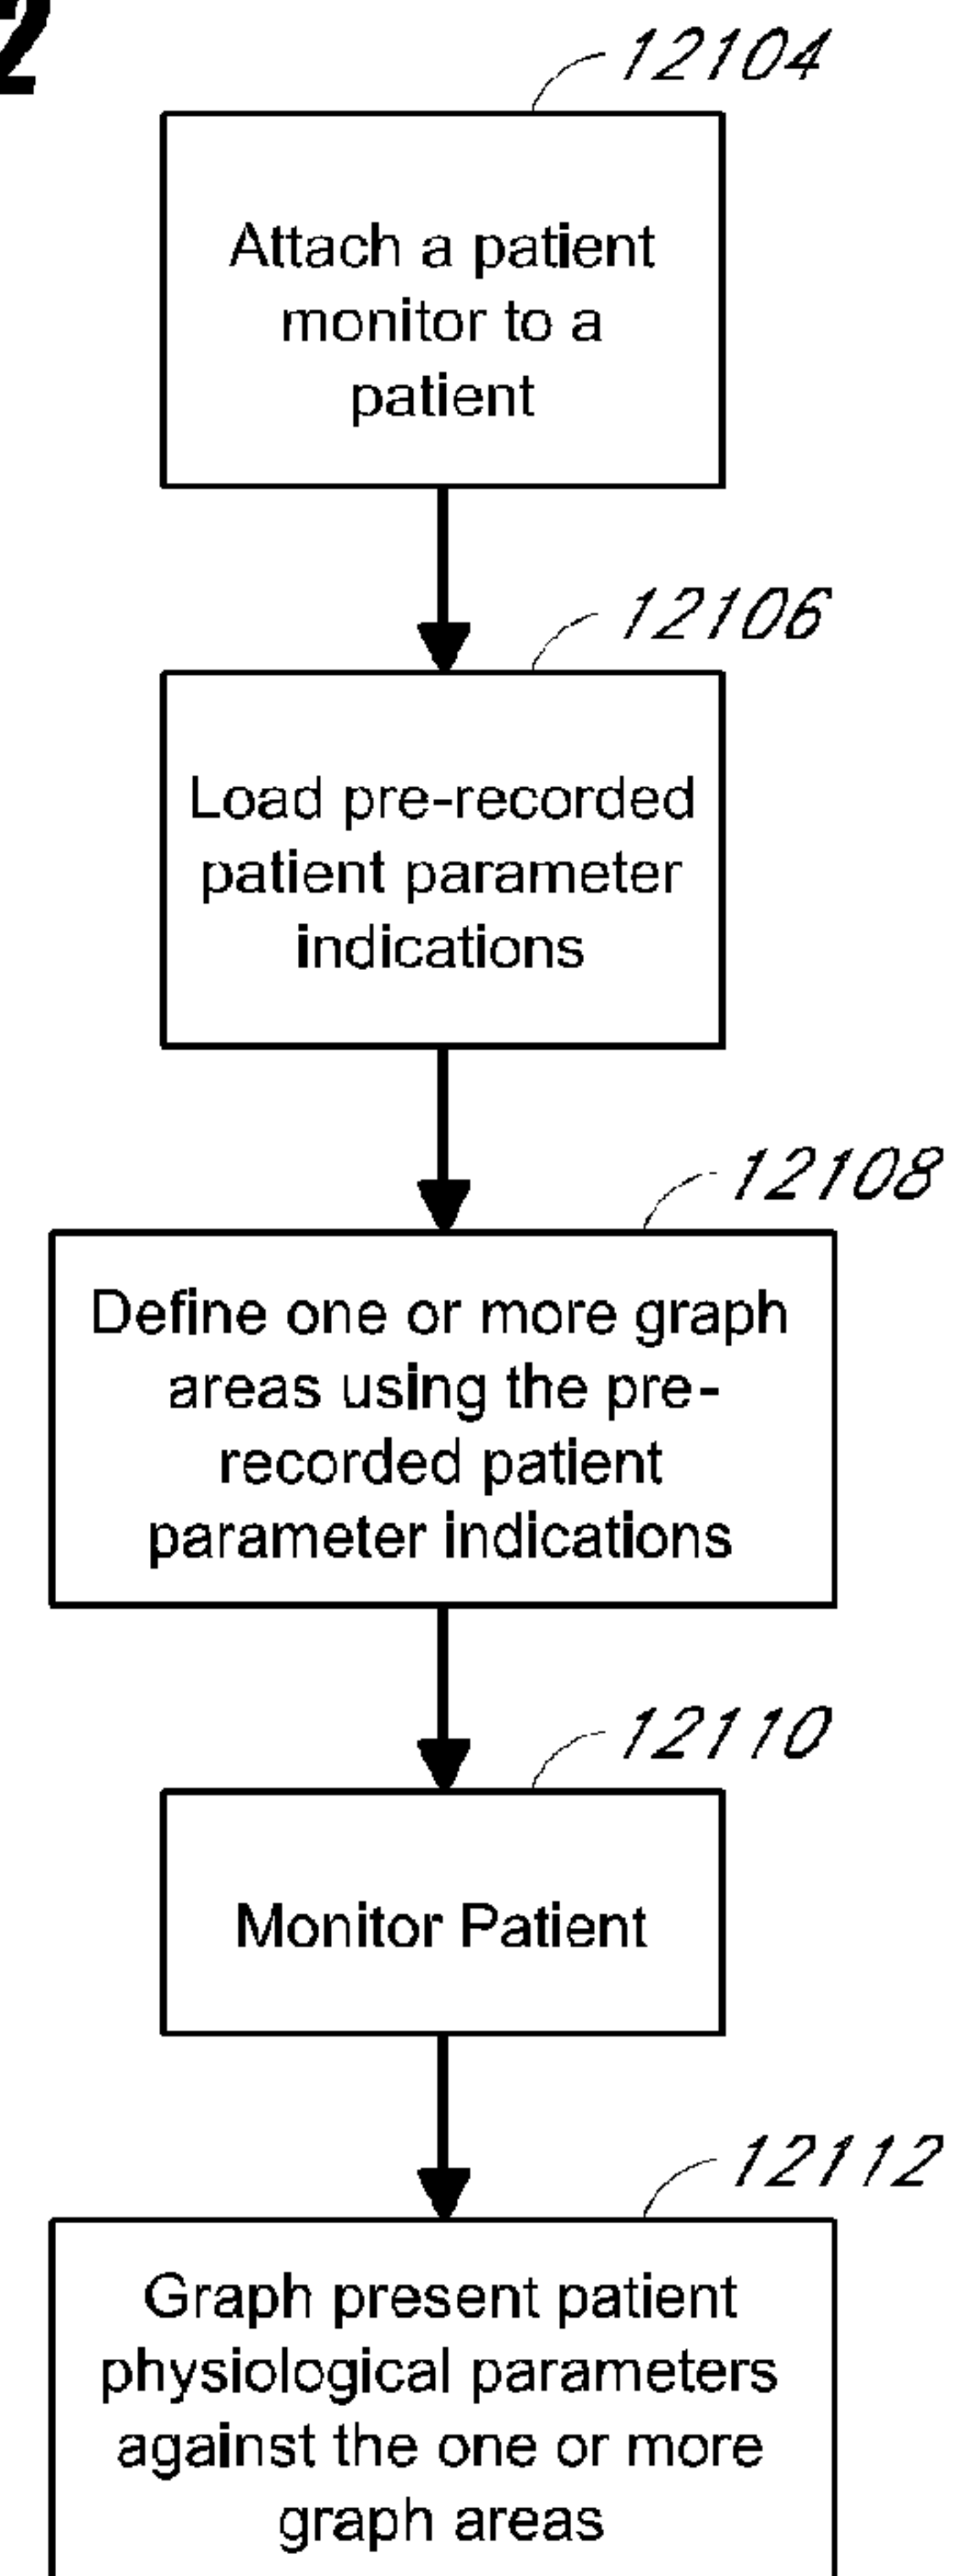 2
12104
Attach a patient
monitor to a
patient
12106
Load pre-recorded
patient parameter
indications
12108
Define one or more graph
areas using the pre-
recorded patient
parameter indications
12110
Monitor Patient
12112
Graph present patient
physiological parameters
against the one or more
graph areas